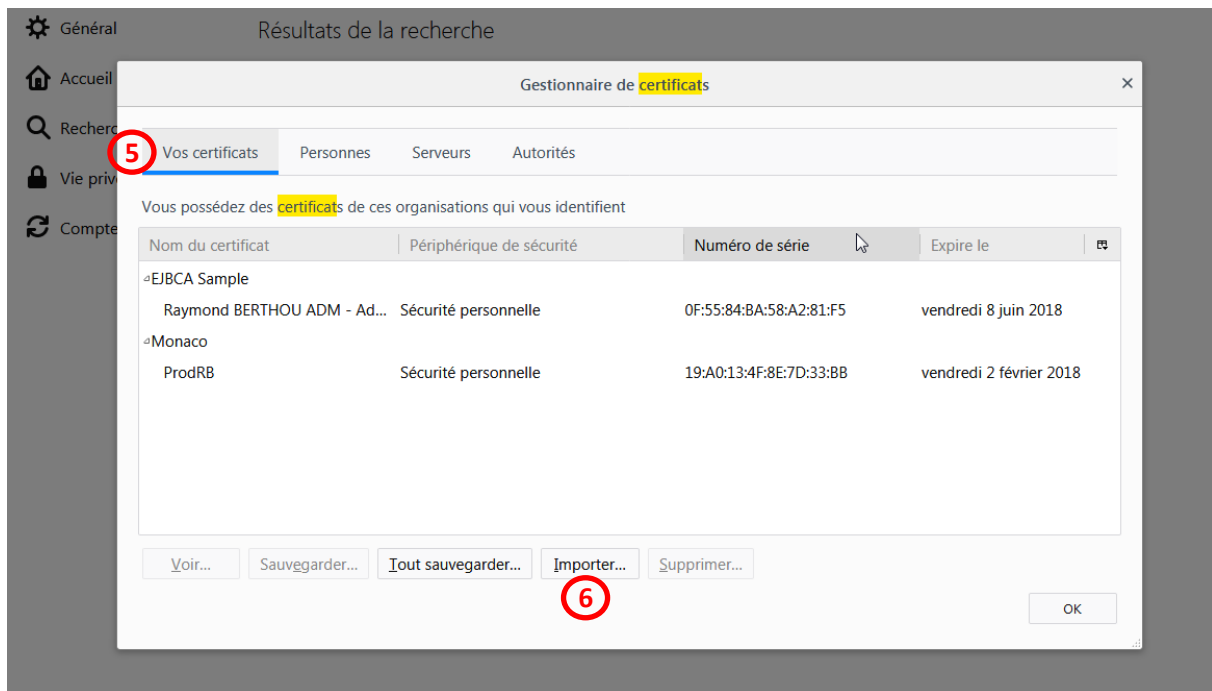 Général
Résultats de la recherche
Accueil
Gestionnaire de certificats
Recherc
5
Vos certificats Personnes Serveurs Autorités
Vie priv
Vous possédez des certificats de ces organisations qui vous identifient
Compte
Nom du certificat Périphérique de sécurité Numéro de série Expire le
EJBCA Sample
Raymond BERTHOU ADM - Ad... Sécurité personnelle 0F:55:84:BA:58:A2:81:F5 vendredi 8 juin 2018
Monaco
ProdRB Sécurité personnelle 19:A0:13:4F:8E:7D:33:BB vendredi 2 février 2018
Voir... Sauvegarder... Tout sauvegarder... Importer... Supprimer...
6
OK